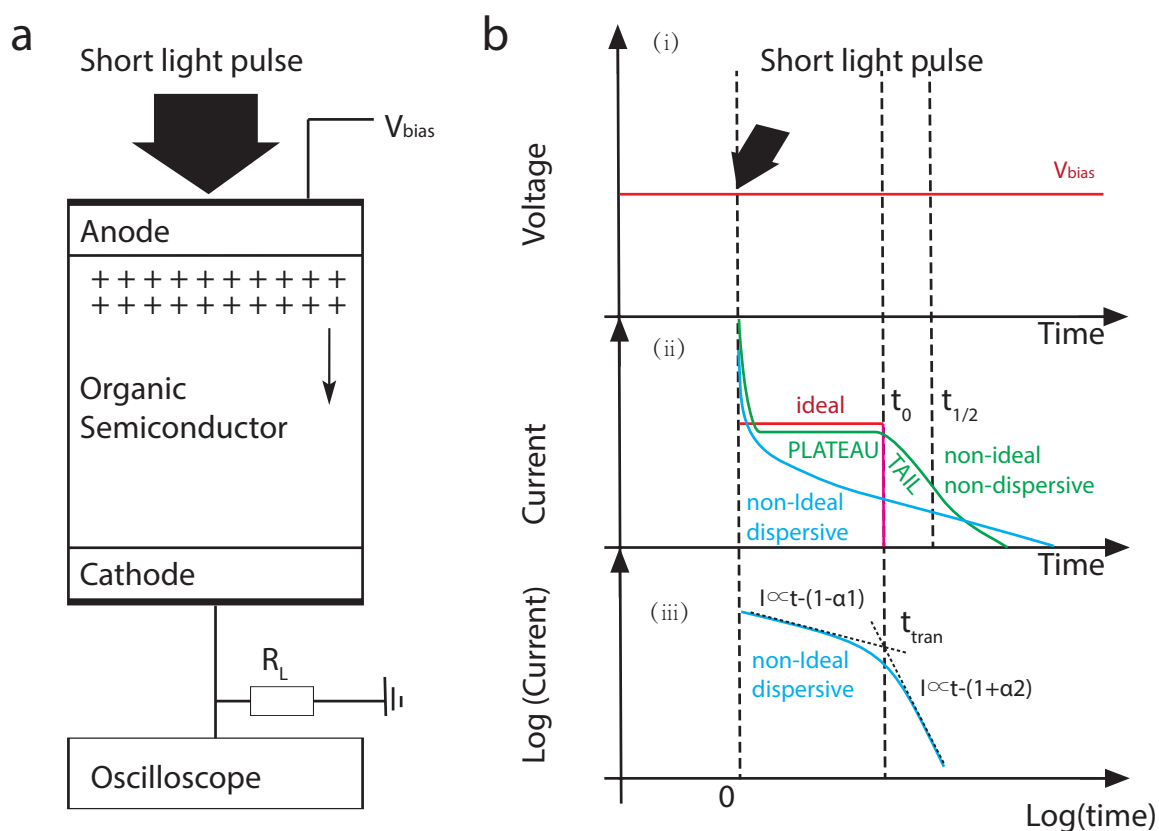 a
Short light pulse
Vbias
Anode
+ + + + + + + + + +
+ + + + + + + + + +
Organic
Semiconductor
Cathode
RL
Oscilloscope
b
(i)
Short light pulse
Voltage
Vbias
Time
(ii)
Current
ideal
t0
t1/2
PLATEAU
TAIL
non-ideal
non-dispersive
non-Ideal
dispersive
Time
(iii)
Log (Current)
I∝t-(1-α1)
ttran
non-Ideal
dispersive
I∝t-(1+α2)
0
Log(time)